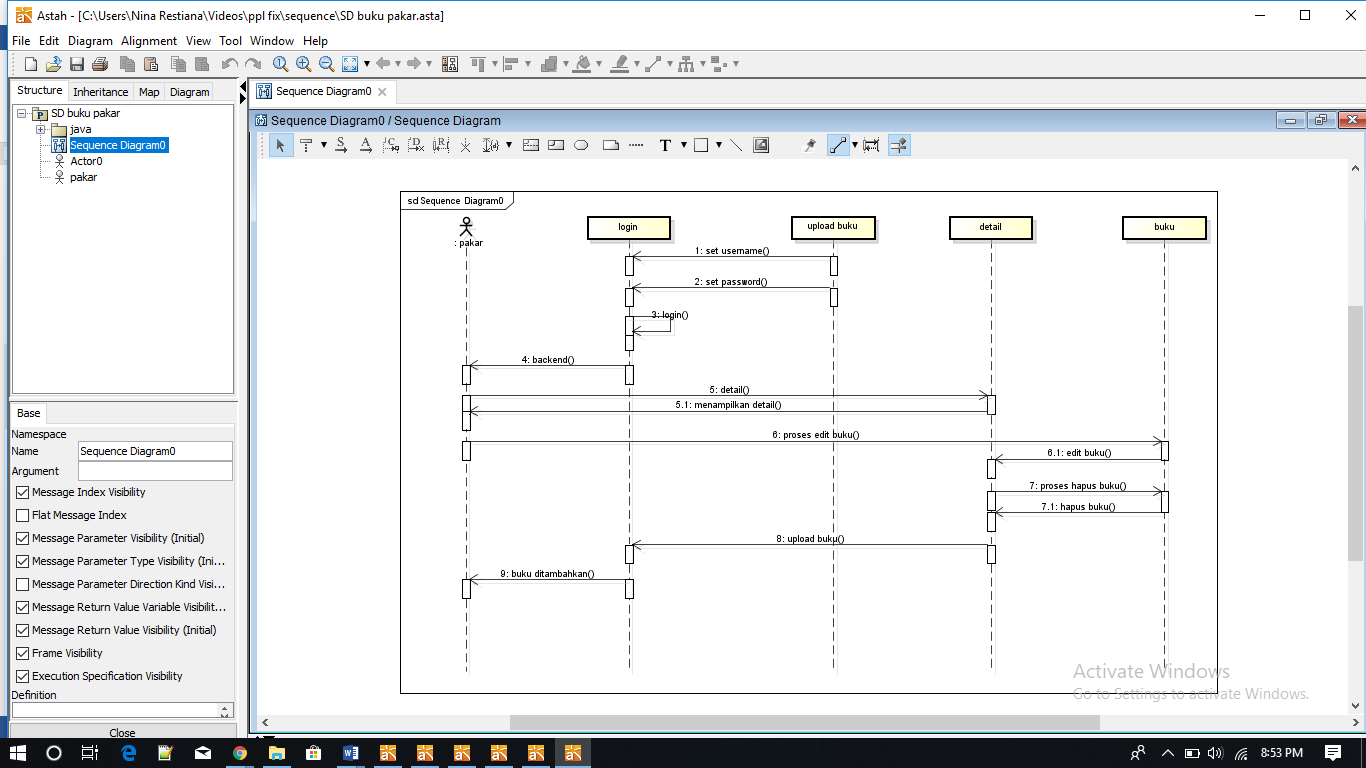 Astah - [C:\Users\Nina Restiana\Videos\ppl fix\sequence\SD buku pakar.asta]
File Edit Diagram Alignment View Tool Window Help
Structure Inheritance Map Diagram
SD buku pakar
java
Sequence Diagram0
Actor0
pakar
Base
Namespace
Name Sequence Diagram0
Argument
Message Index Visibility
Flat Message Index
Message Parameter Visibility (Initial)
Message Parameter Type Visibility (Ini...
Message Parameter Direction Kind Visi...
Message Return Value Variable Visibilit...
Message Return Value Visibility (Initial)
Frame Visibility
Execution Specification Visibility
Definition
Close
Sequence Diagram0
Sequence Diagram0 / Sequence Diagram
T
sd Sequence Diagram0
: pakar
login
upload buku
detail
buku
1: set username()
2: set password()
3: login()
4: backend()
5: detail()
5.1: menampilkan detail()
6: proses edit buku()
6.1: edit buku()
7: proses hapus buku()
7.1: hapus buku()
8: upload buku()
9: buku ditambahkan()
Activate Windows
Go to Settings to activate Windows.
8:53 PM